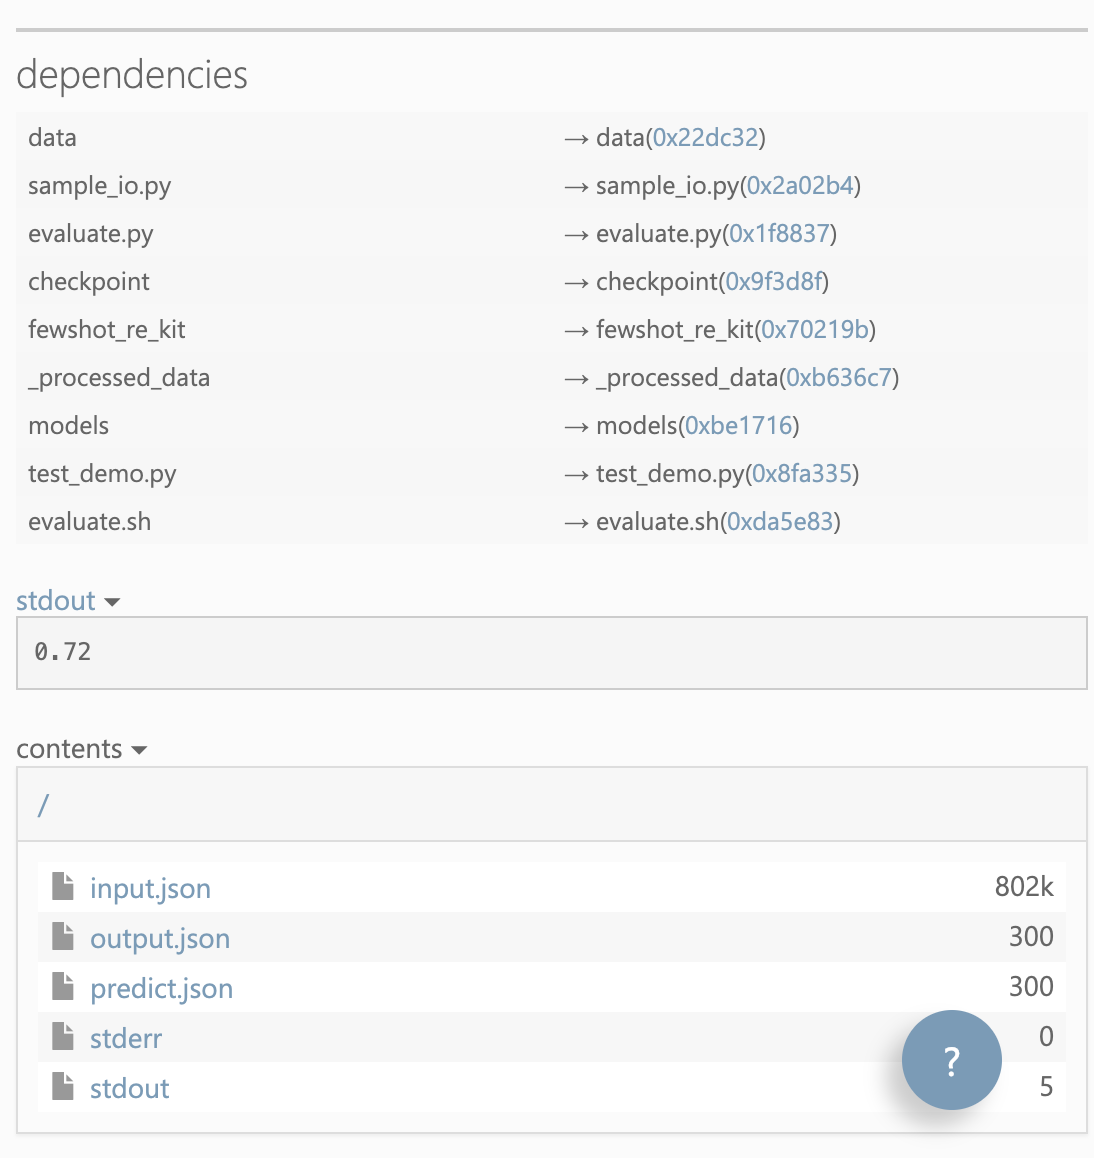 dependencies
data → data(0x22dc32)
sample_io.py → sample_io.py(0x2a02b4)
evaluate.py → evaluate.py(0x1f8837)
checkpoint → checkpoint(0x9f3d8f)
fewshot_re_kit → fewshot_re_kit(0x70219b)
_processed_data → _processed_data(0xb636c7)
models → models(0xbe1716)
test_demo.py → test_demo.py(0x8fa335)
evaluate.sh → evaluate.sh(0xda5e83)
stdout
0.72
contents
/
input.json 802k
output.json 300
predict.json 300
stderr 0
stdout 5
?